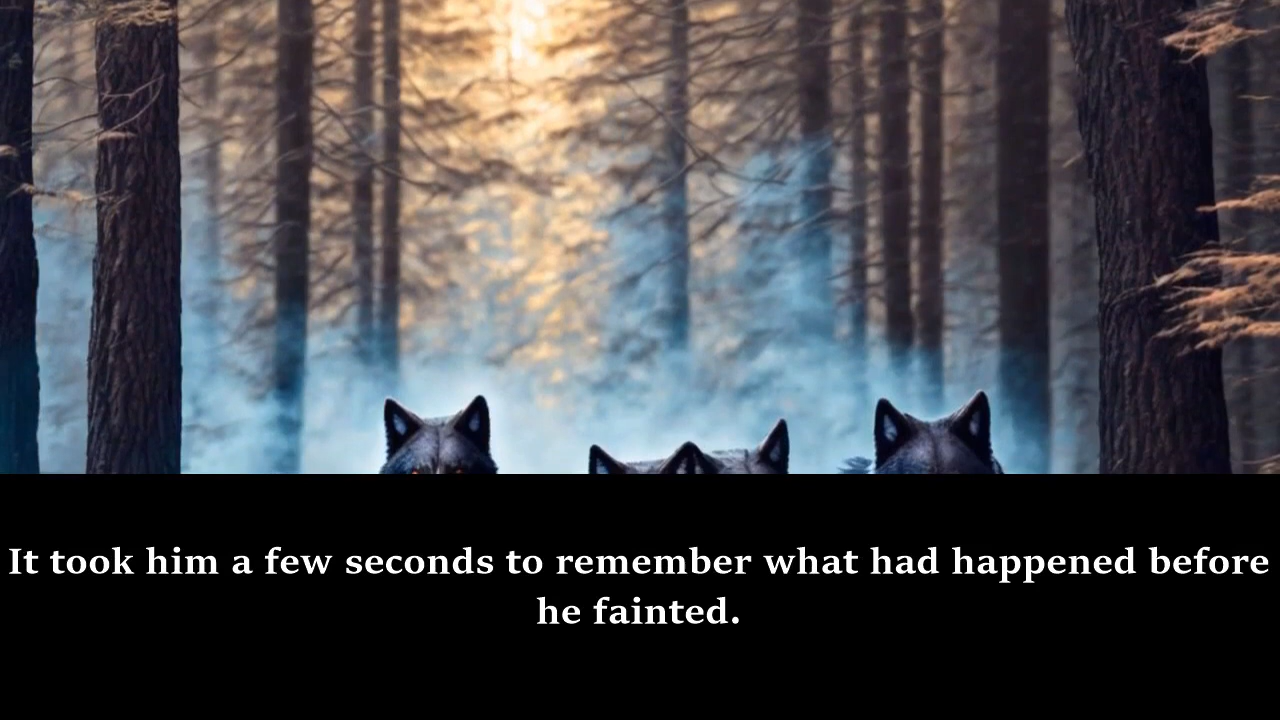 It took him a few seconds to remember what had happened before
he fainted.